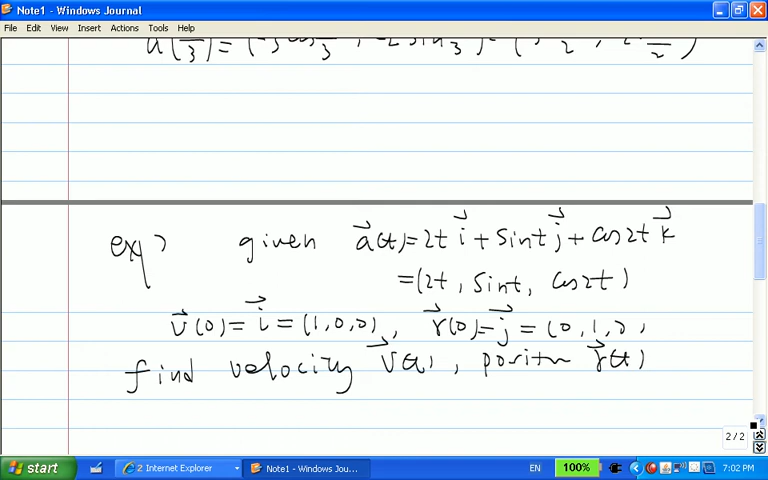 Note1 - Windows Journal
File Edit View Insert Actions Tools Help
exp) given a(t)=2t i + sint j + cos2t k
=(2t, sint, cos2t)
v(0)= i = (1,0,0), r(0)= j = (0,1,0),
find velocity v(t), position r(t)
2/2
start 2 Internet Explorer Note1 - Windows Jou... EN 100% 7:02 PM